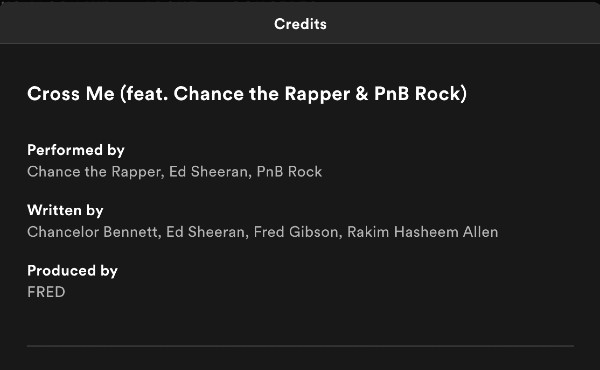 Credits
Cross Me (feat. Chance the Rapper & PnB Rock)
Performed by
Chance the Rapper, Ed Sheeran, PnB Rock
Written by
Chancelor Bennett, Ed Sheeran, Fred Gibson, Rakim Hasheem Allen
Produced by
FRED